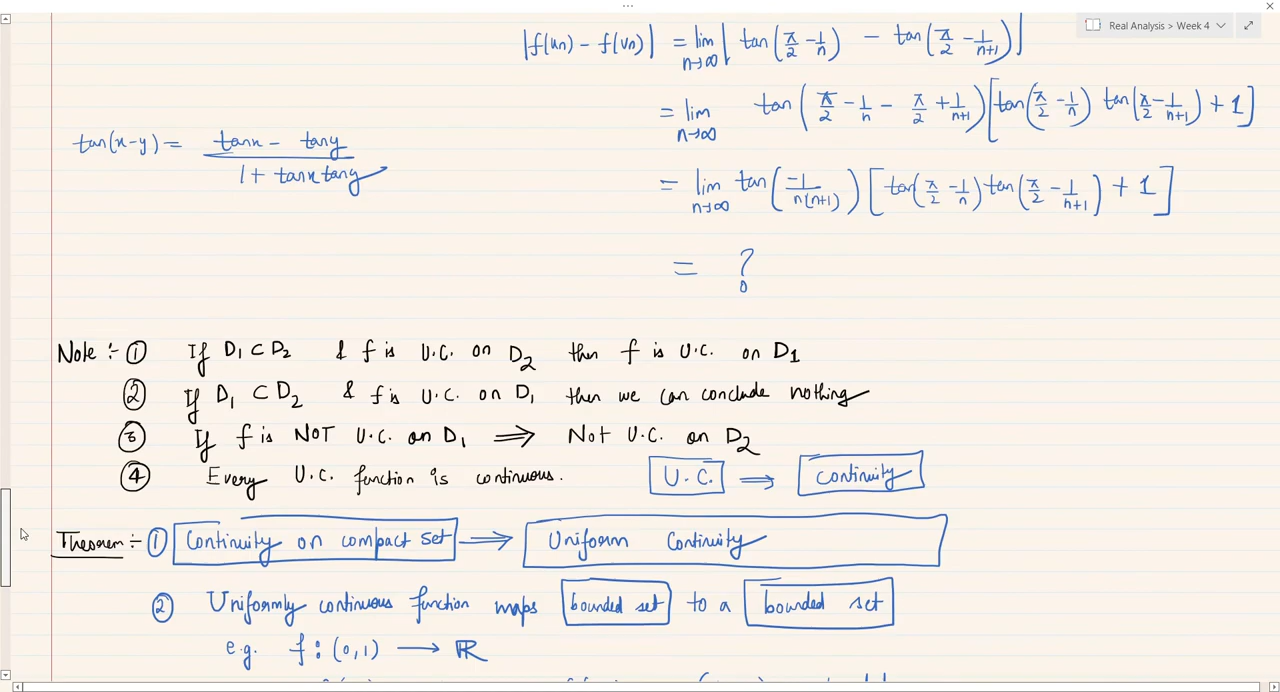 Real Analysis > Week 4
|f(un) - f(vn)| = lim n→∞ | tan(π/2 - 1/n) - tan(π/2 - 1/(n+1)) |
= lim n→∞ tan(π/2 - 1/n - π/2 + 1/(n+1)) [tan(π/2 - 1/n) tan(π/2 - 1/(n+1)) + 1]
tan(x-y) = (tanx - tany)/(1 + tanx tany)
= lim n→∞ tan(-1/(n(n+1))) [tan(π/2 - 1/n) tan(π/2 - 1/(n+1)) + 1]
= ?
Note :- ① If D₁ ⊂ D₂ & f is U.C. on D₂ then f is U.C. on D₁
② If D₁ ⊂ D₂ & f is U.C. on D₁ then we can conclude nothing
③ If f is NOT U.C. on D₁ ⟹ Not U.C. on D₂
④ Every U.C. function is continuous. U.C. ⟹ continuity
Theorem :- ① Continuity on compact set ⟹ Uniform Continuity
② Uniformly continuous function maps bounded set to a bounded set
e.g. f : (0,1) ⟶ ℝ